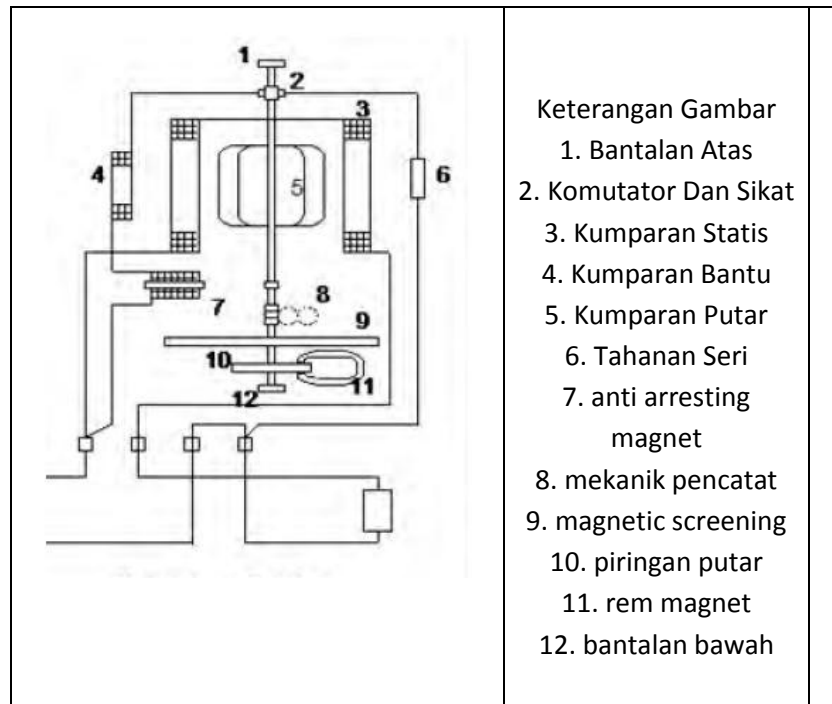 1
2
3
4
5
6
7
8
9
10
11
12
Keterangan Gambar
1. Bantalan Atas
2. Komutator Dan Sikat
3. Kumparan Statis
4. Kumparan Bantu
5. Kumparan Putar
6. Tahanan Seri
7. anti arresting
magnet
8. mekanik pencatat
9. magnetic screening
10. piringan putar
11. rem magnet
12. bantalan bawah